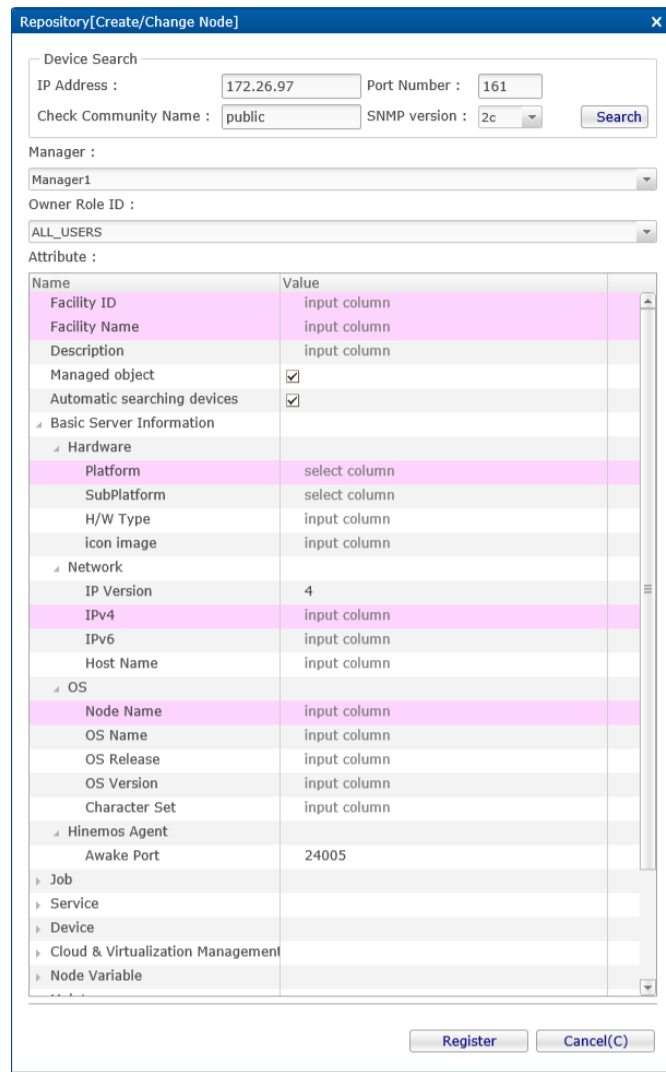 Repository[Create/Change Node]
Device Search
IP Address : 172.26.97 Port Number : 161
Check Community Name : public SNMP version : 2c Search
Manager :
Manager1
Owner Role ID :
ALL_USERS
Attribute :
Name Value
Facility ID input column
Facility Name input column
Description input column
Managed object
Automatic searching devices
Basic Server Information
Hardware
Platform select column
SubPlatform select column
H/W Type input column
icon image input column
Network
IP Version 4
IPv4 input column
IPv6 input column
Host Name input column
OS
Node Name input column
OS Name input column
OS Release input column
OS Version input column
Character Set input column
Hinemos Agent
Awake Port 24005
Job
Service
Device
Cloud & Virtualization Management
Node Variable
Register Cancel(C)